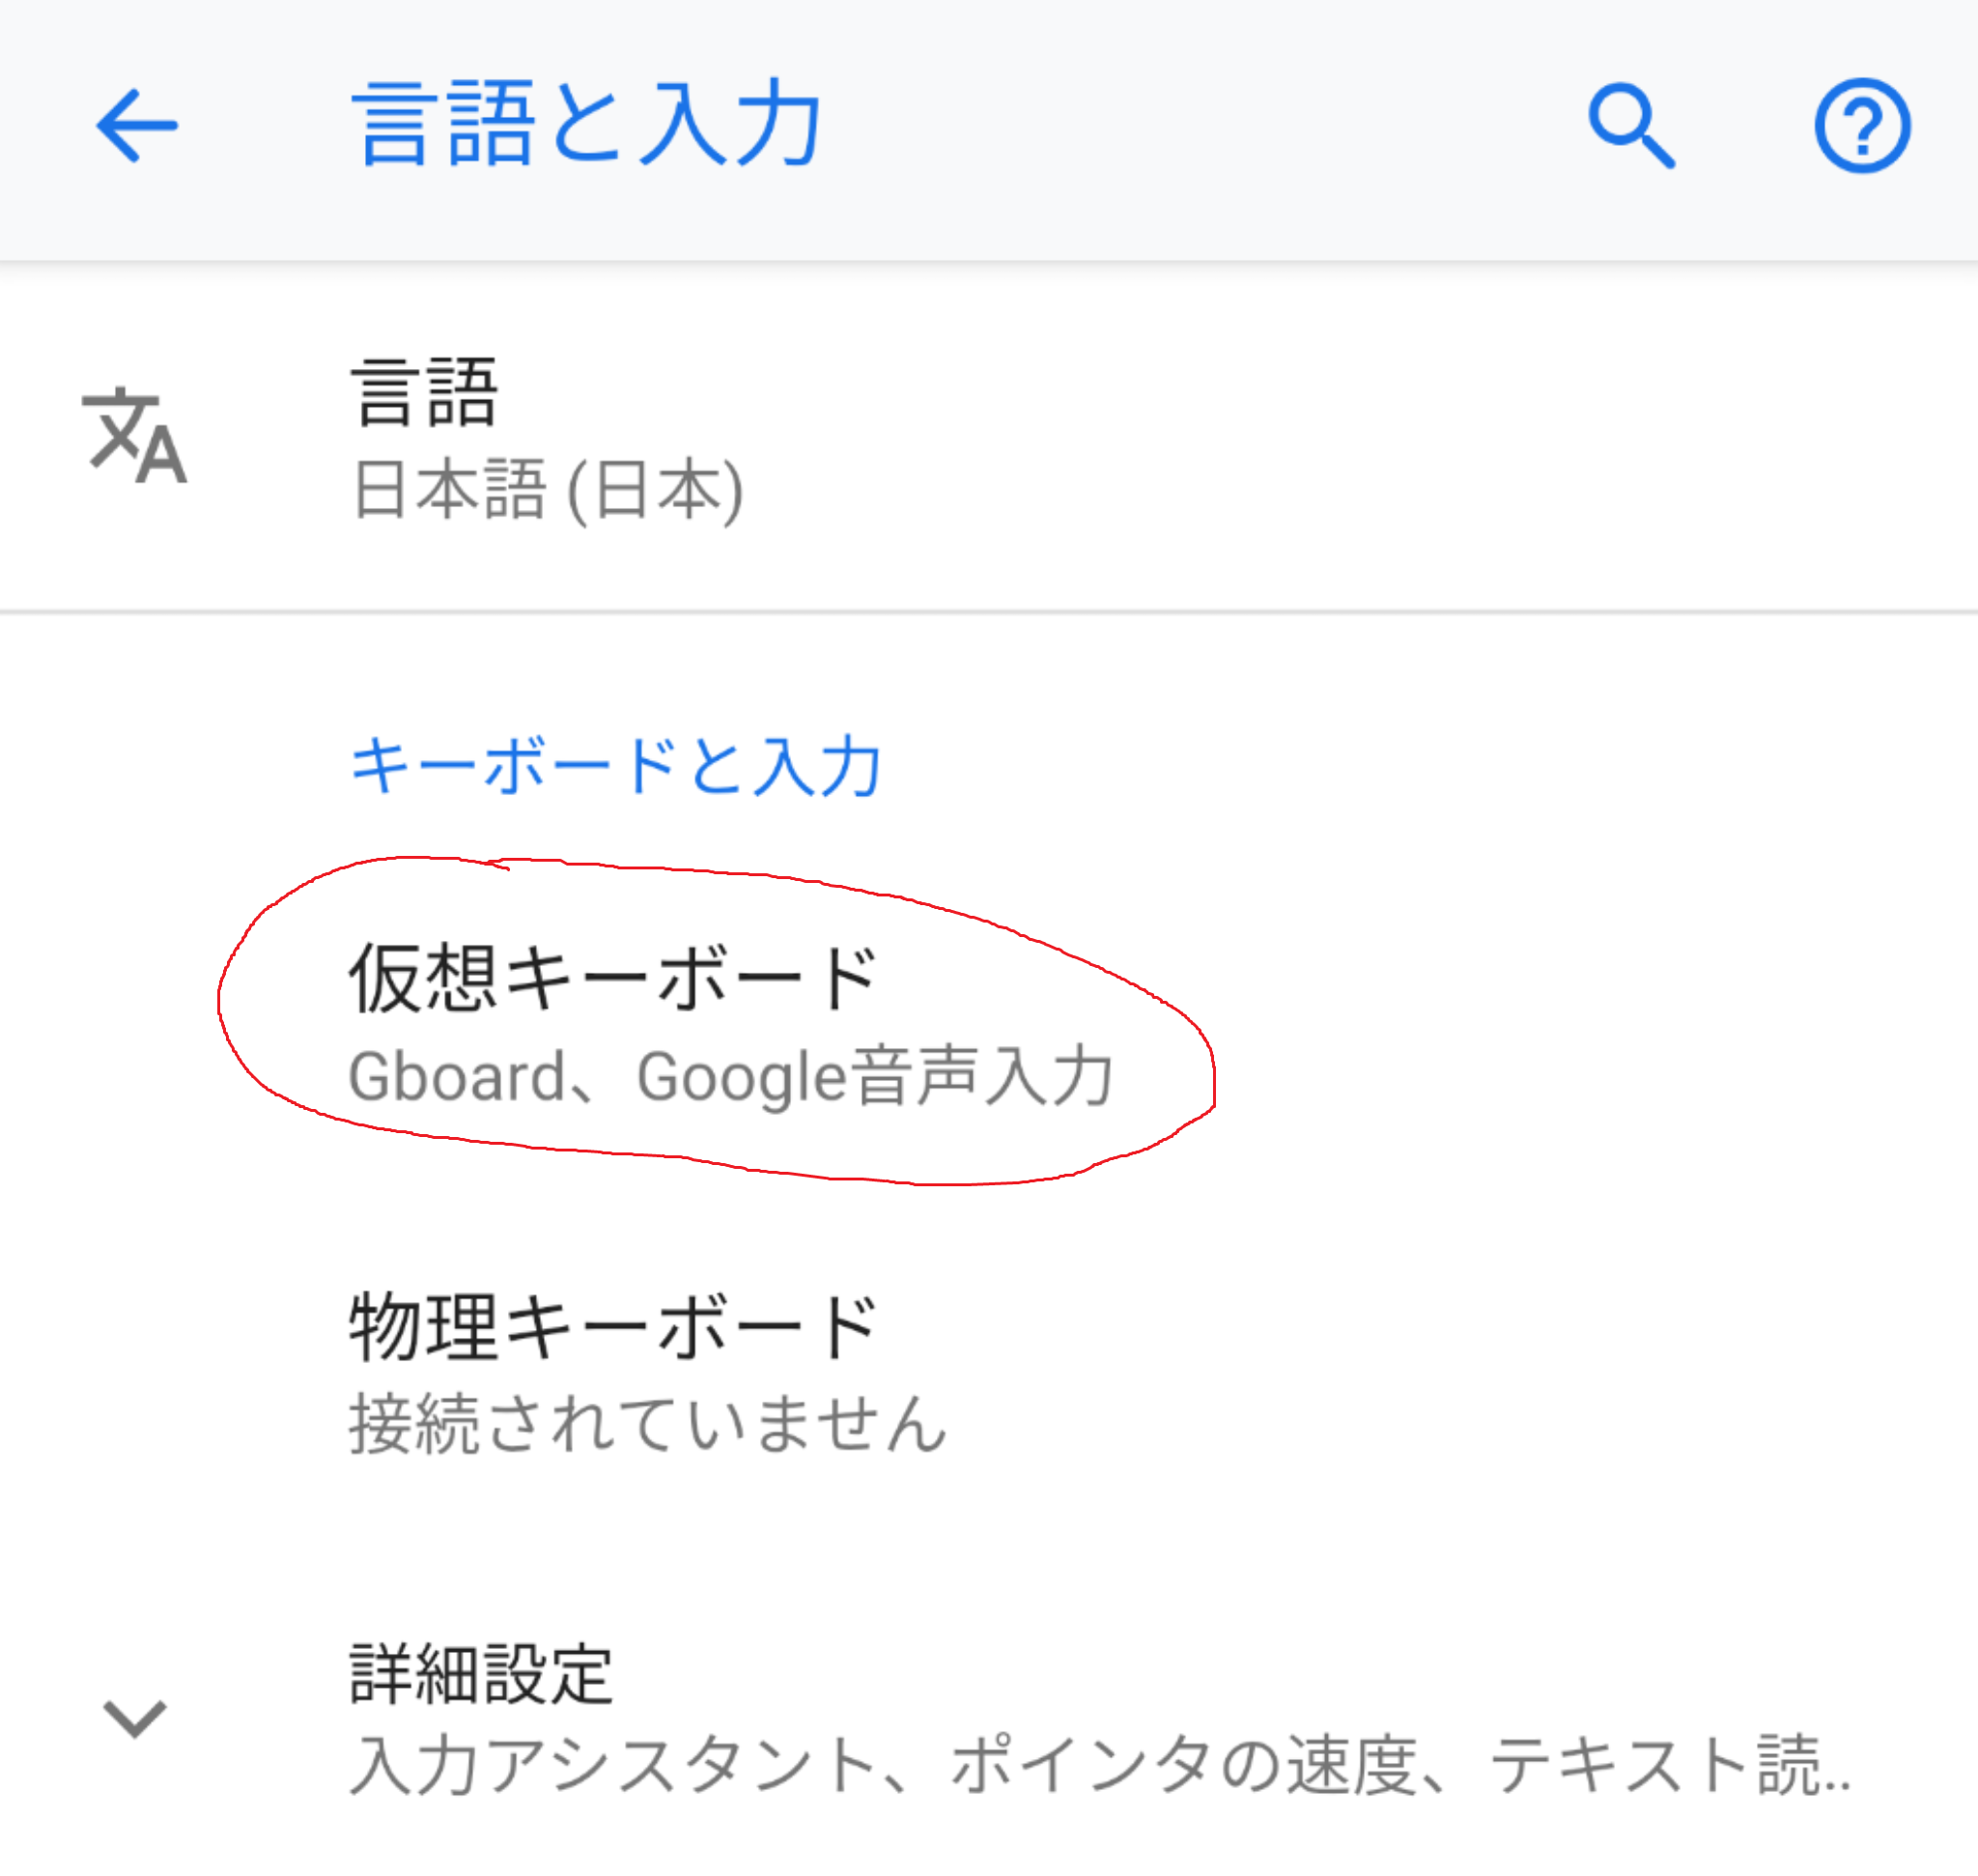 言語と入力
文A
言語
日本語 (日本)
キーボードと入力
仮想キーボード
Gboard、Google音声入力
物理キーボード
接続されていません
詳細設定
入力アシスタント、ポインタの速度、テキスト読..